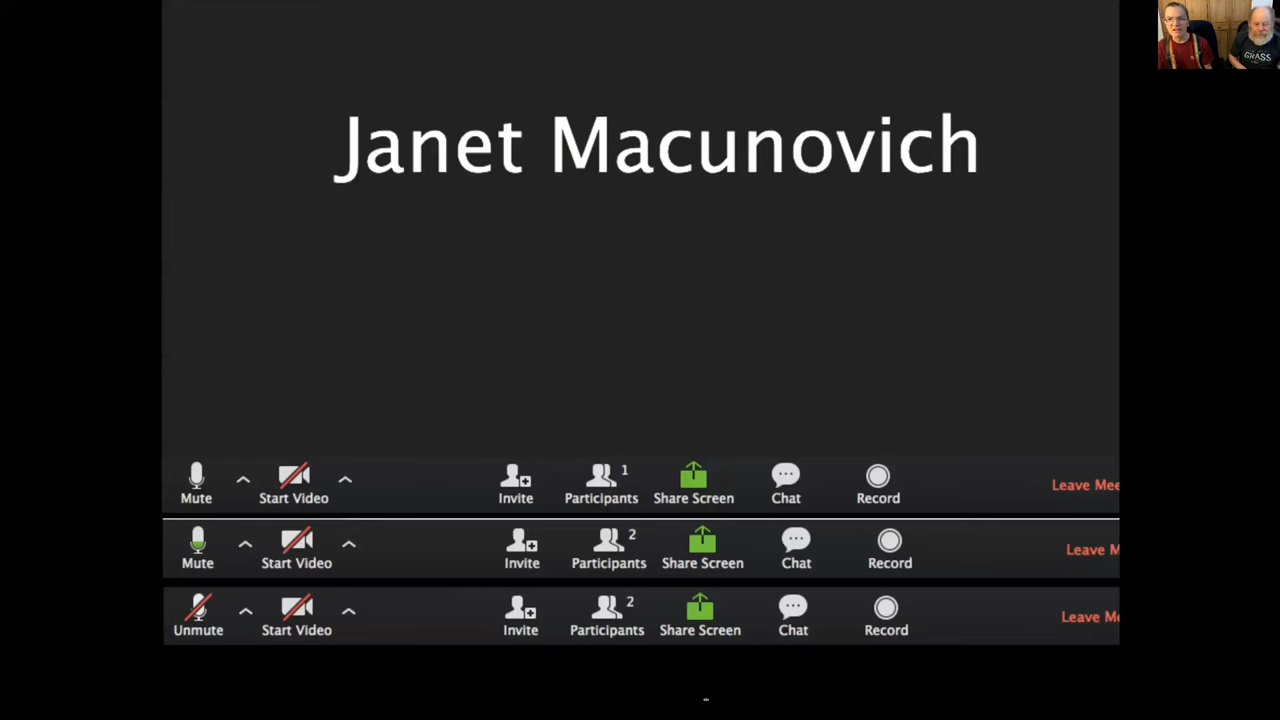 GRASS
Janet Macunovich
1
Mute Start Video Invite Participants Share Screen Chat Record Leave Mee
2
Mute Start Video Invite Participants Share Screen Chat Record Leave M
2
Unmute Start Video Invite Participants Share Screen Chat Record Leave Me